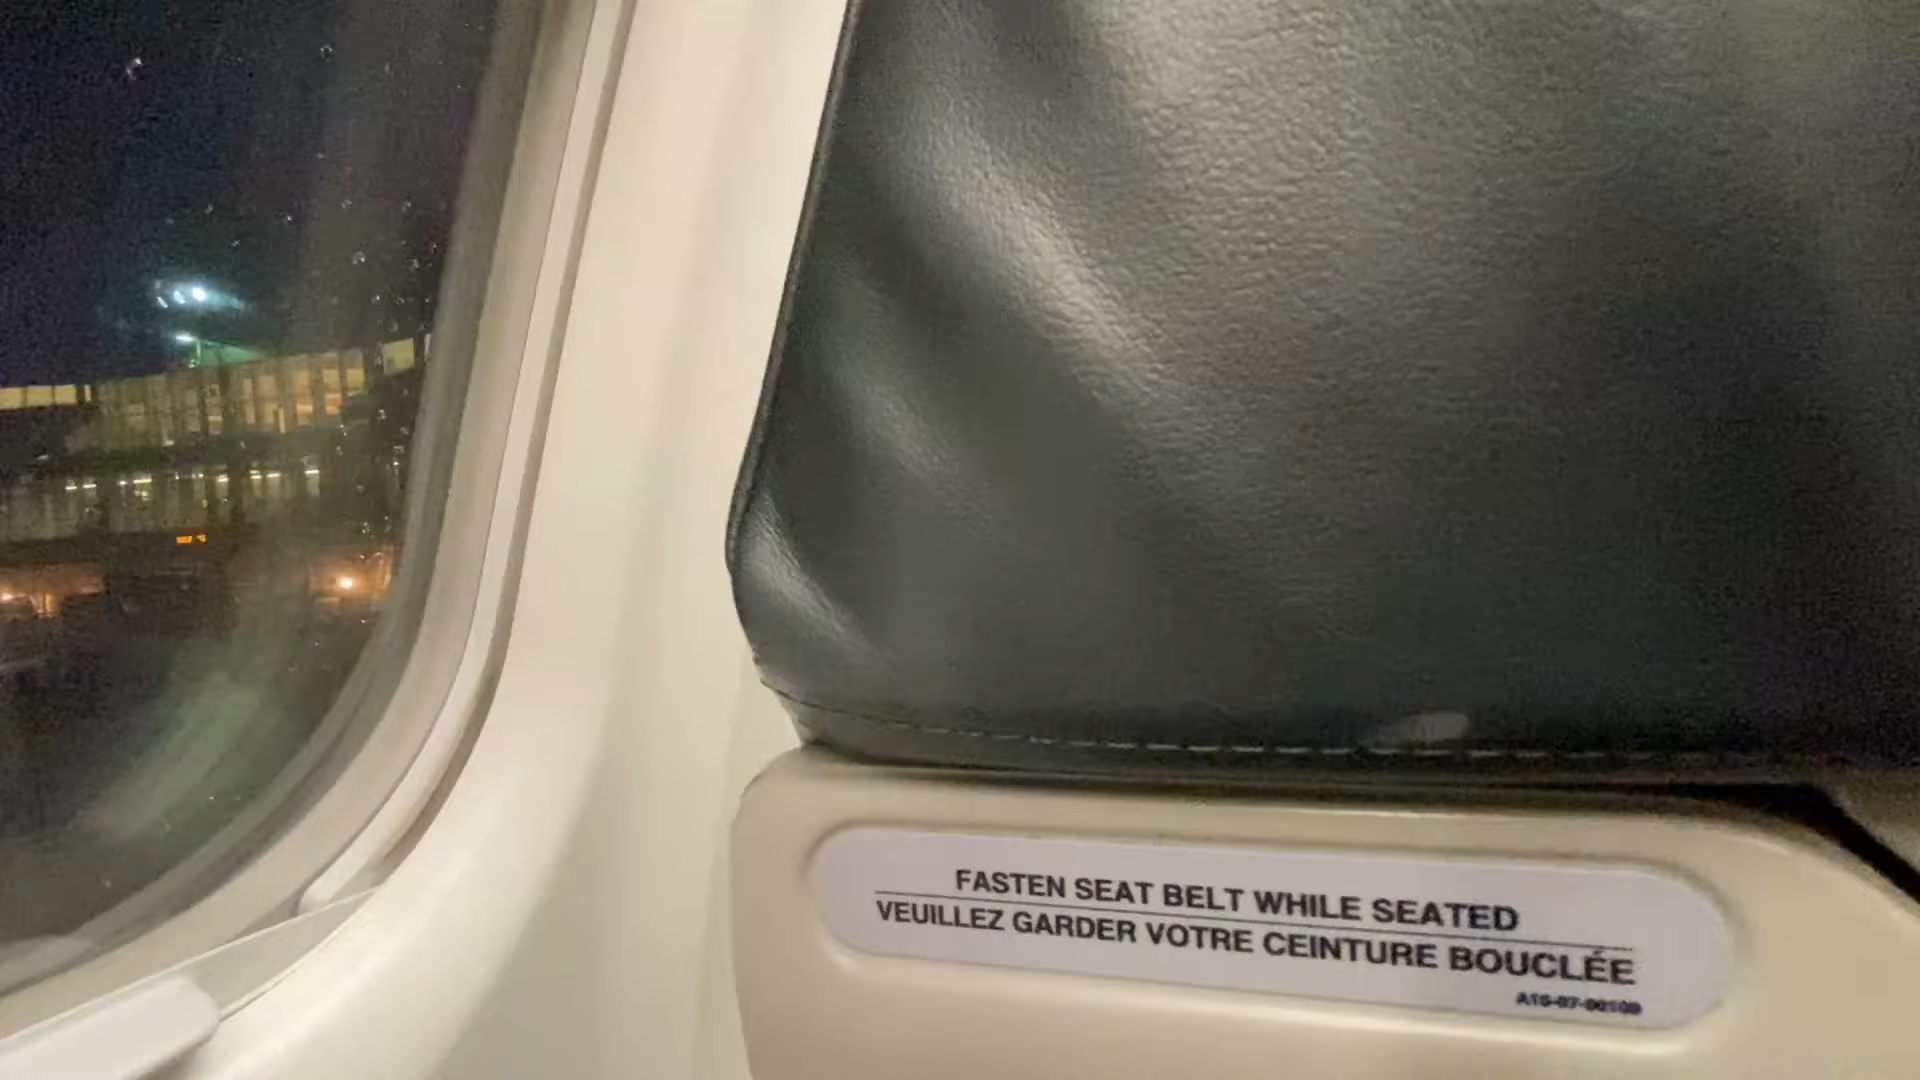 FASTEN SEAT BELT WHILE SEATED
VEUILLEZ GARDER VOTRE CEINTURE BOUCLÉE